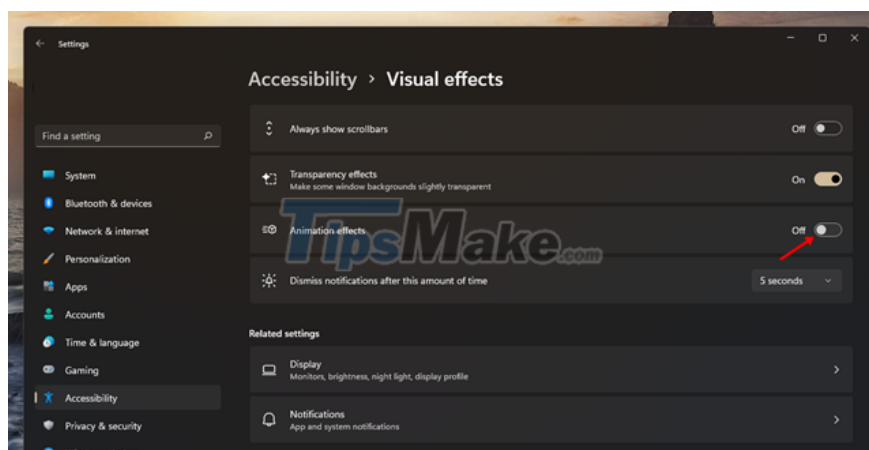 Settings
Accessibility > Visual effects
Find a setting
System
Bluetooth & devices
Network & internet
Personalization
Apps
Accounts
Time & language
Gaming
Accessibility
Privacy & security
Always show scrollbars
Off
Transparency effects
Make some window backgrounds slightly transparent
On
Animation effects
Off
TipsMake.com
Dismiss notifications after this amount of time
5 seconds
Related settings
Display
Monitors, brightness, night light, display profile
Notifications
App and system notifications